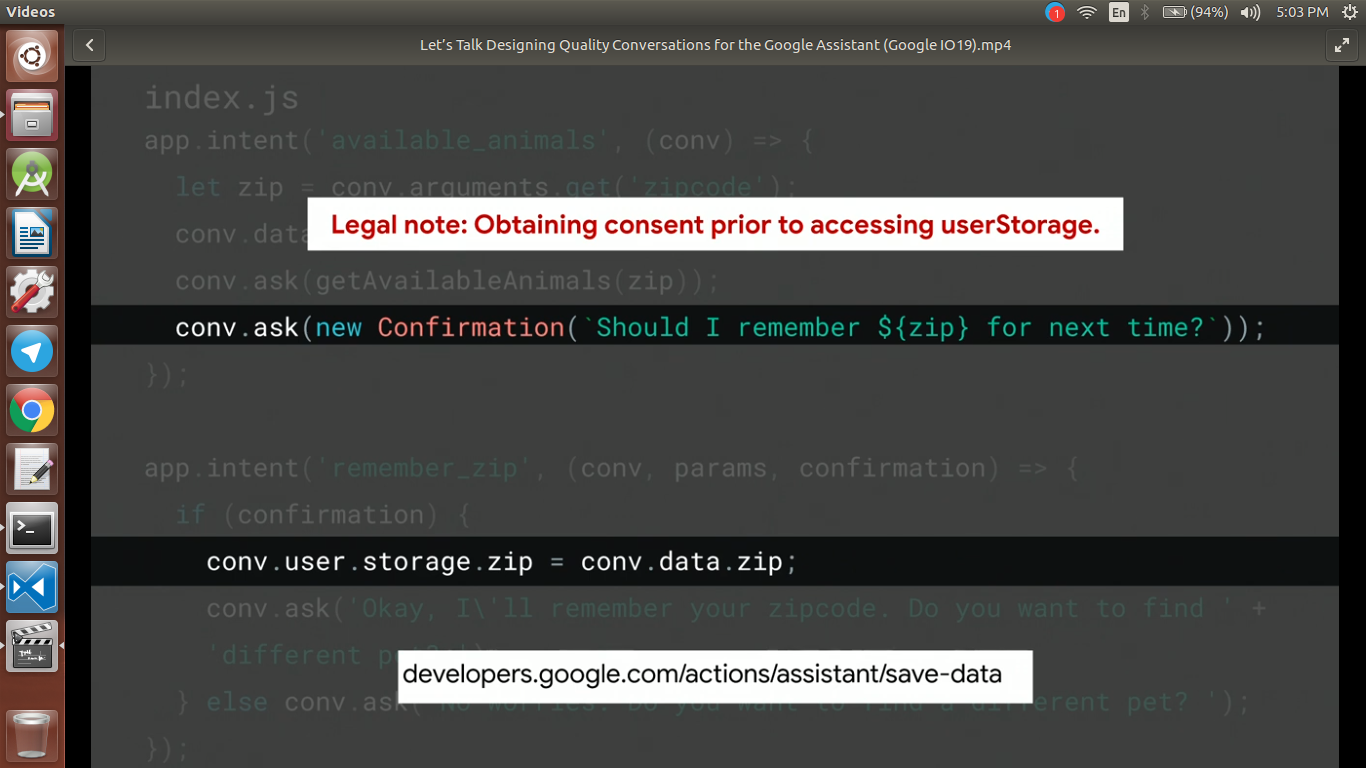 Videos
1
En
(94%)
5:03 PM
Let's Talk Designing Quality Conversations for the Google Assistant (Google IO19).mp4
index.js
app.intent('available_animals', (conv) => {
let zip = conv.arguments.get('zipcode');
Legal note: Obtaining consent prior to accessing userStorage.
conv.data
conv.ask(getAvailableAnimals(zip));
conv.ask(new Confirmation(`Should I remember ${zip} for next time?`));
});
app.intent('remember_zip', (conv, params, confirmation) => {
if (confirmation) {
conv.user.storage.zip = conv.data.zip;
conv.ask('Okay, I\'ll remember your zipcode. Do you want to find ' +
'different
developers.google.com/actions/assistant/save-data
} else conv.ask('No worries. Do you want to find a different pet? ');
});